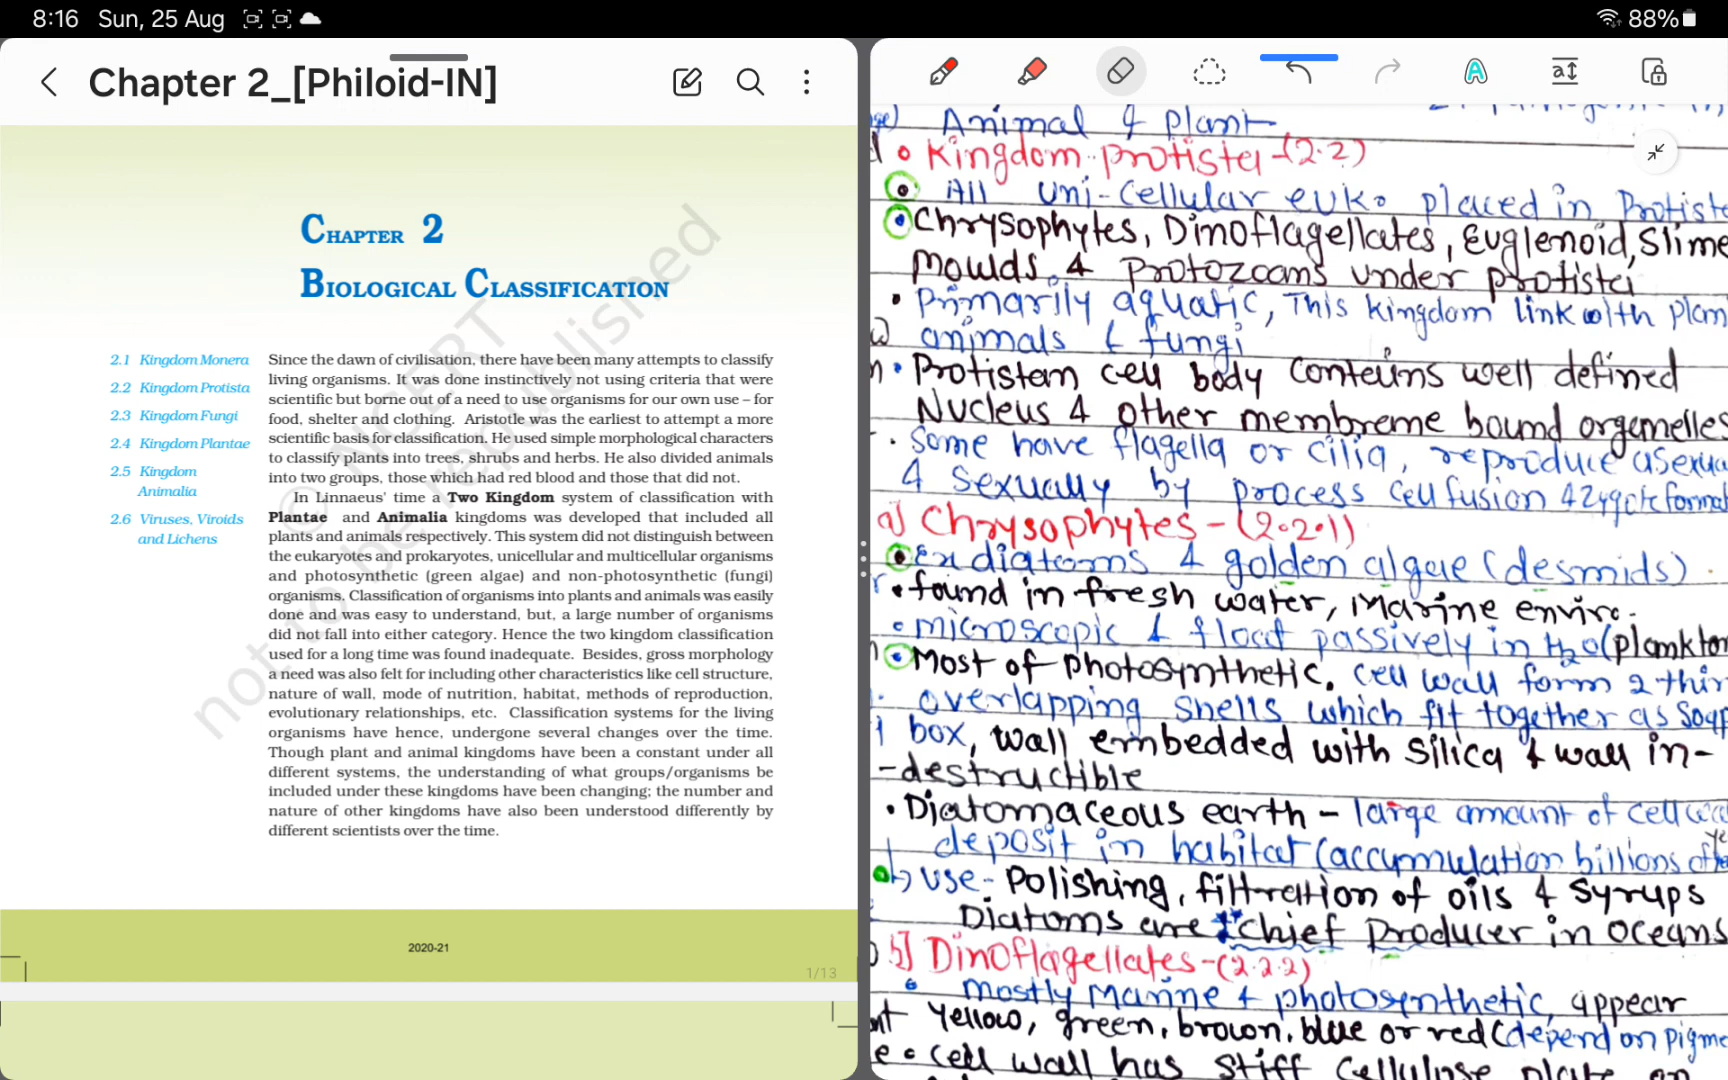 8:16 Sun, 25 Aug
88%
Chapter 2_[Philoid-IN]
CHAPTER 2
BIOLOGICAL CLASSIFICATION
2.1 Kingdom Monera
2.2 Kingdom Protista
2.3 Kingdom Fungi
2.4 Kingdom Plantae
2.5 Kingdom
Animalia
2.6 Viruses, Viroids
and Lichens
Since the dawn of civilisation, there have been many attempts to classify
living organisms. It was done instinctively not using criteria that were
scientific but borne out of a need to use organisms for our own use – for
food, shelter and clothing. Aristotle was the earliest to attempt a more
scientific basis for classification. He used simple morphological characters
to classify plants into trees, shrubs and herbs. He also divided animals
into two groups, those which had red blood and those that did not.
In Linnaeus' time a Two Kingdom system of classification with
Plantae and Animalia kingdoms was developed that included all
plants and animals respectively. This system did not distinguish between
the eukaryotes and prokaryotes, unicellular and multicellular organisms
and photosynthetic (green algae) and non-photosynthetic (fungi)
organisms. Classification of organisms into plants and animals was easily
done and was easy to understand, but, a large number of organisms
did not fall into either category. Hence the two kingdom classification
used for a long time was found inadequate. Besides, gross morphology
a need was also felt for including other characteristics like cell structure,
nature of wall, mode of nutrition, habitat, methods of reproduction,
evolutionary relationships, etc. Classification systems for the living
organisms have hence, undergone several changes over the time.
Though plant and animal kingdoms have been a constant under all
different systems, the understanding of what groups/organisms be
included under these kingdoms have been changing; the number and
nature of other kingdoms have also been understood differently by
different scientists over the time.
© NCERT
not to be republished
2020-21
1/13
Animal & plant
Kingdom protista - (2.2)
All uni-cellular euk. placed in Protist
Chrysophytes, Dinoflagellates, Euglenoid, Slime
moulds & Protozoans under protista
Primarily aquatic, This kingdom link with plan
animals & fungi
Protistan cell body contains well defined
Nucleus & other membrane bound organelles
Some have flagella or cilia, reproduce asexua
& sexually by process cell fusion & zygote format
a) Chrysophytes - (2.2.1)
Ex diatoms & golden algae (desmids)
found in fresh water, Marine enviro.
microscopic & float passively in H2O (plankton
Most of photosynthetic. cell wall form 2 thin
overlapping shells which fit together as soap
box, wall embedded with silica & wall in-
-destructible
Diatomaceous earth - large amount of cell wa
deposit in habitat (accumulation billions of
use - Polishing, filtration of oils & syrups
Diatoms are "chief Producer in oceans
b] Dinoflagellates - (2.2.2)
mostly Marine & photosynthetic, appear
Yellow, green, brown, blue or red (depend on pigme
cell wall has stiff cellulose plate on